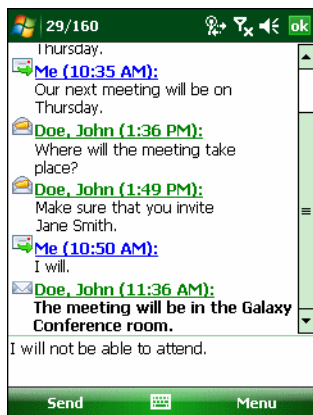 29/160
ok
Thursday.
Me (10:35 AM):
Our next meeting will be on
Thursday.
Doe, John (1:36 PM):
Where will the meeting take
place?
Doe, John (1:49 PM):
Make sure that you invite
Jane Smith.
Me (10:50 AM):
I will.
Doe, John (11:36 AM):
The meeting will be in the Galaxy
Conference room.
I will not be able to attend.
Send
Menu